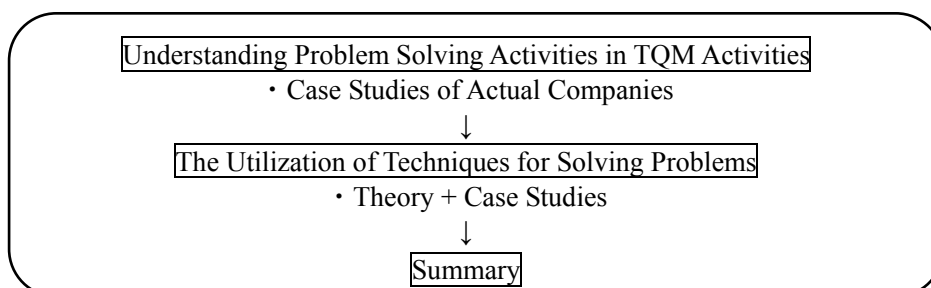 Understanding Problem Solving Activities in TQM Activities
・Case Studies of Actual Companies
↓
The Utilization of Techniques for Solving Problems
・Theory + Case Studies
↓
Summary